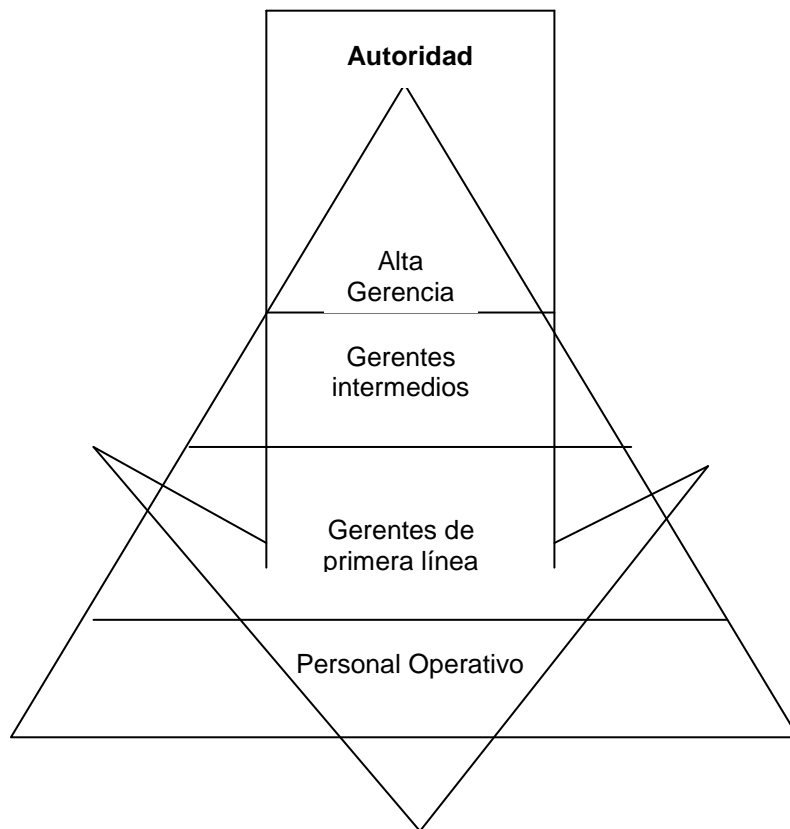 Autoridad
Alta
Gerencia
Gerentes
intermedios
Gerentes de
primera línea
Personal Operativo